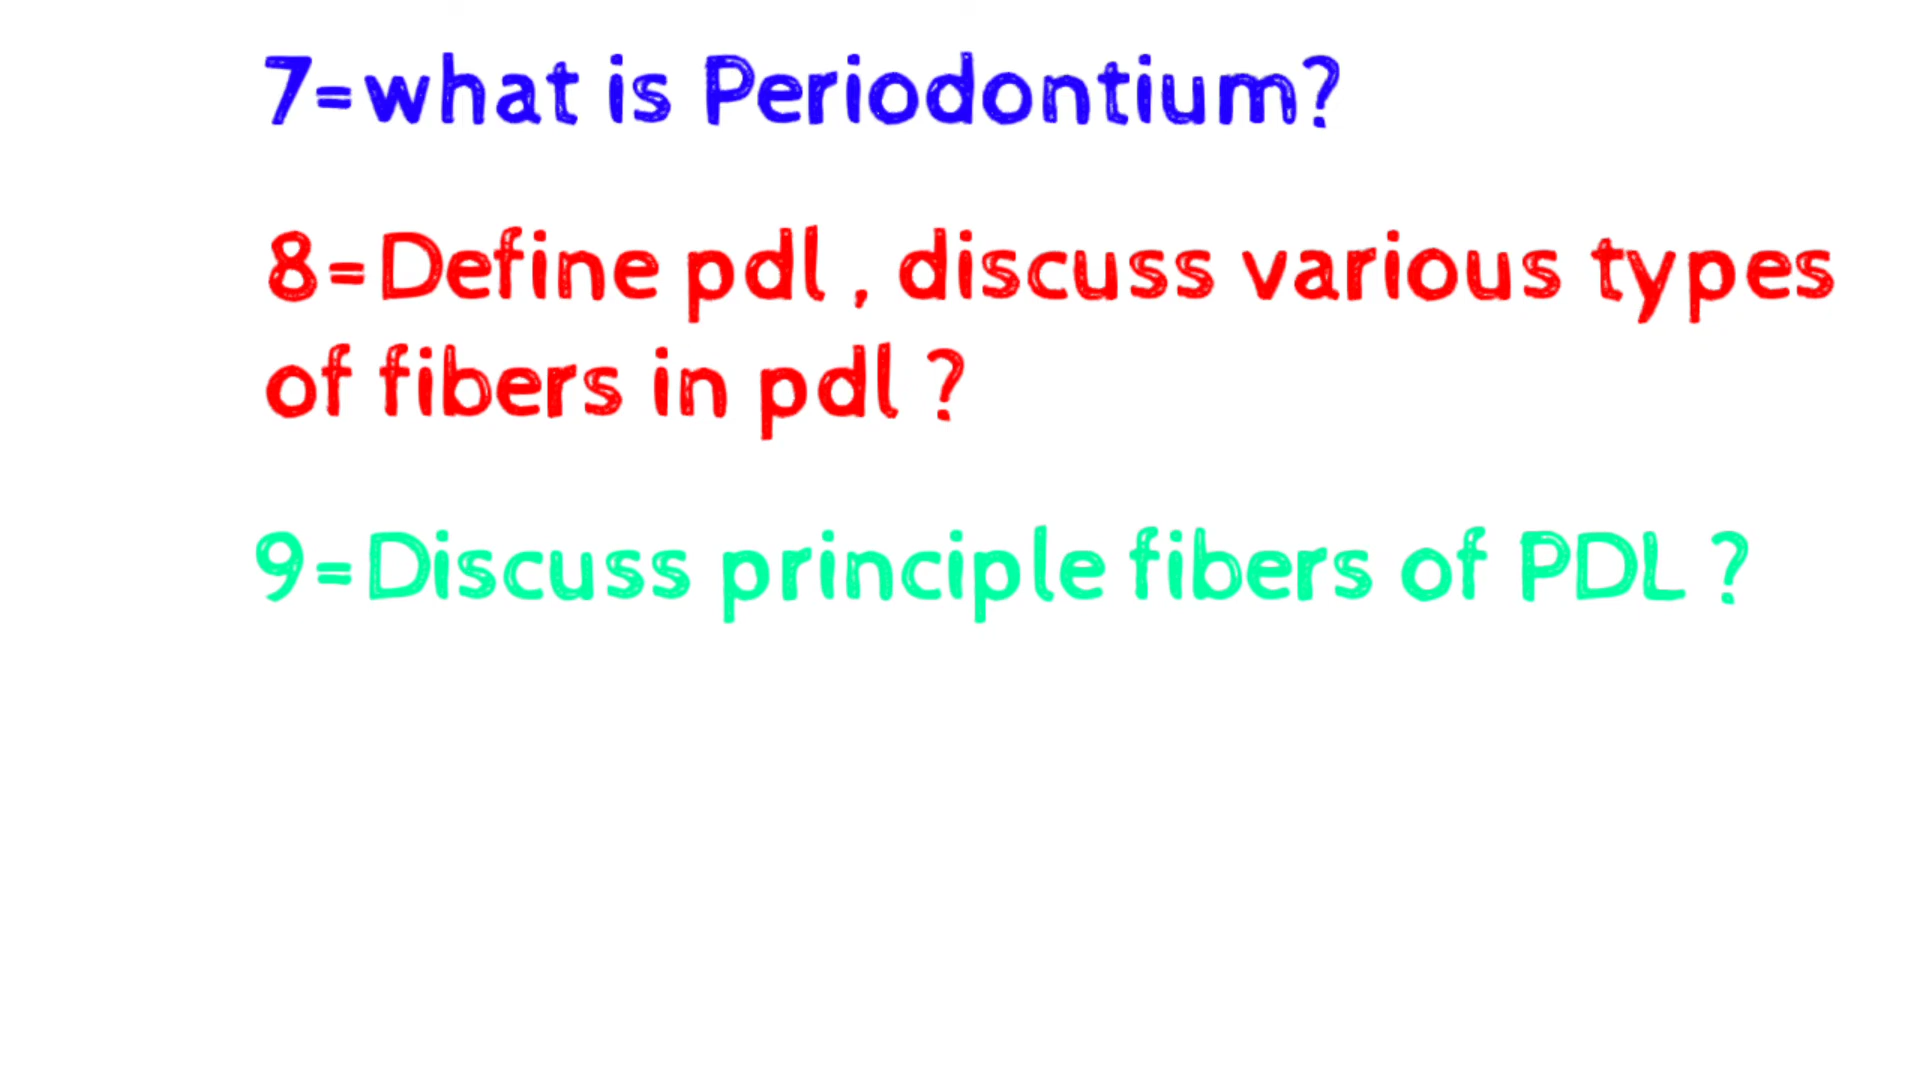 7=what is Periodontium?
8=Define pdl , discuss various types
of fibers in pdl ?
9=Discuss principle fibers of PDL ?